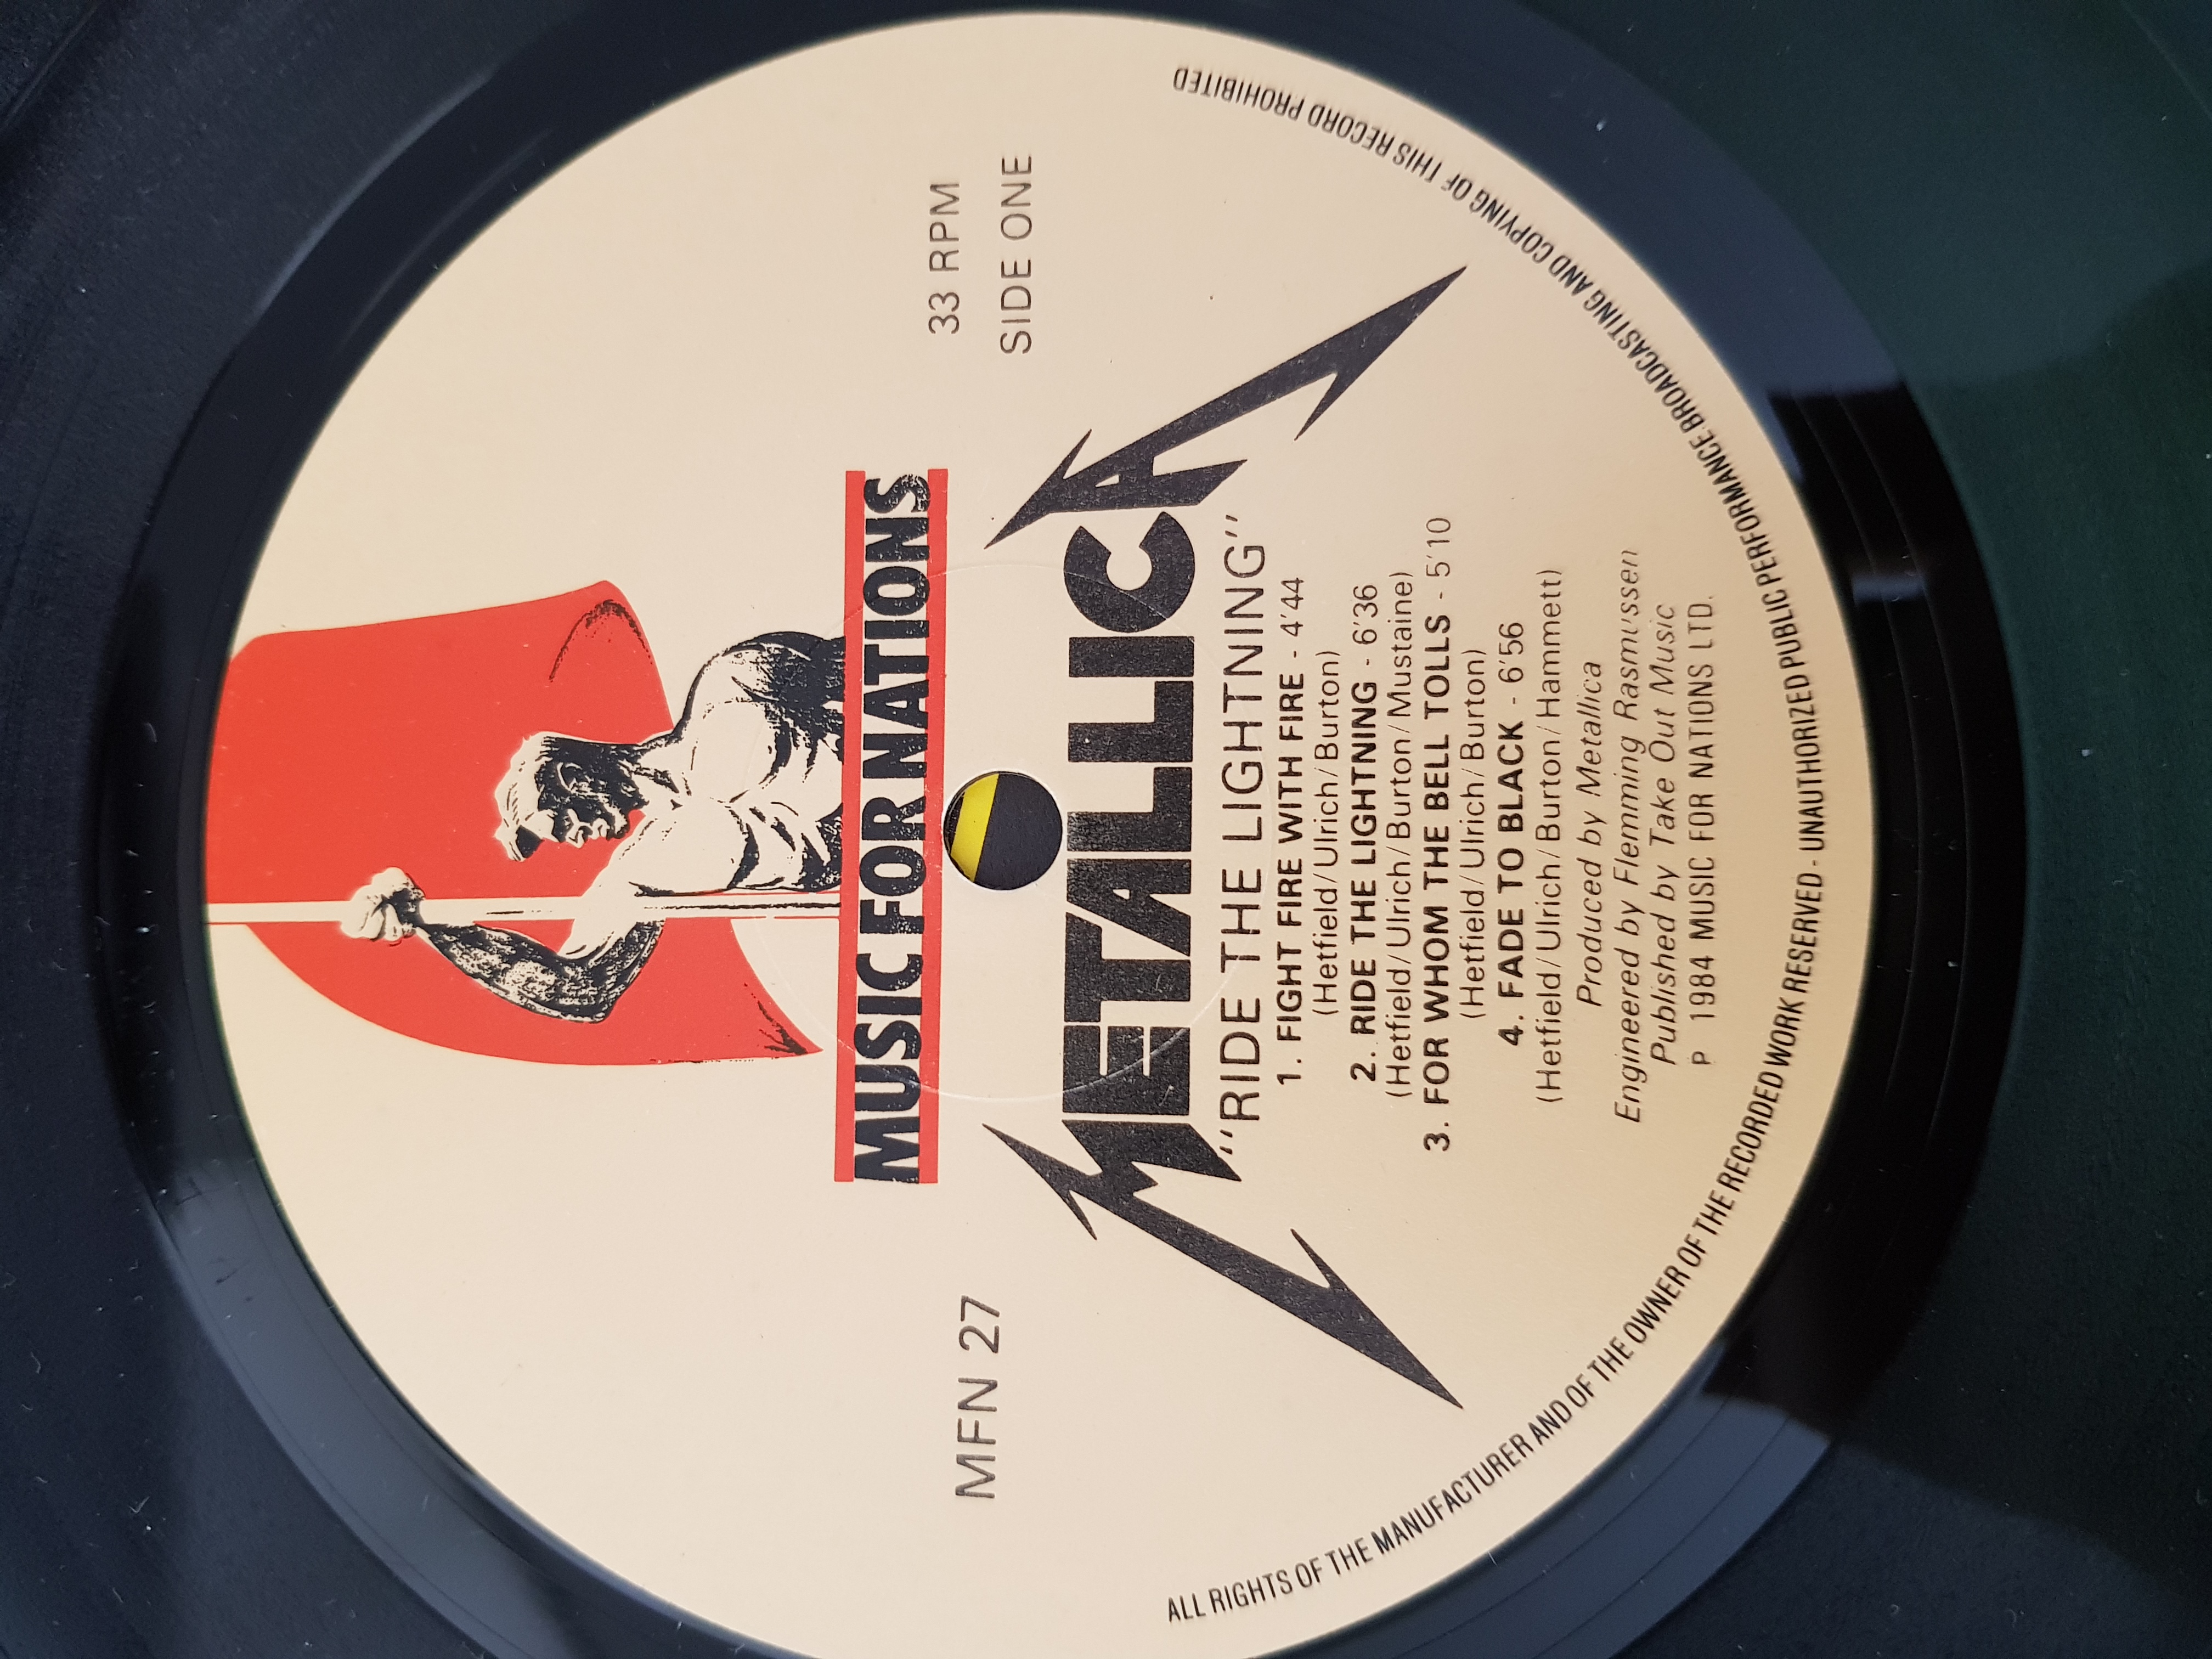 MUSIC FOR NATIONS
MFN 27
33 RPM
SIDE ONE
METALLICA
"RIDE THE LIGHTNING"
1. FIGHT FIRE WITH FIRE - 4'44
(Hetfield/Ulrich/Burton)
2. RIDE THE LIGHTNING - 6'36
(Hetfield/Ulrich/Burton/Mustaine)
3. FOR WHOM THE BELL TOLLS - 5'10
(Hetfield/Ulrich/Burton)
4. FADE TO BLACK - 6'56
(Hetfield/Ulrich/Burton/Hammett)
Produced by Metallica
Engineered by Flemming Rasmussen
Published by Take Out Music
P 1984 MUSIC FOR NATIONS LTD.
ALL RIGHTS OF THE MANUFACTURER AND OF THE OWNER OF THE RECORDED WORK RESERVED - UNAUTHORIZED PUBLIC PERFORMANCE BROADCASTING AND COPYING OF THIS RECORD PROHIBITED